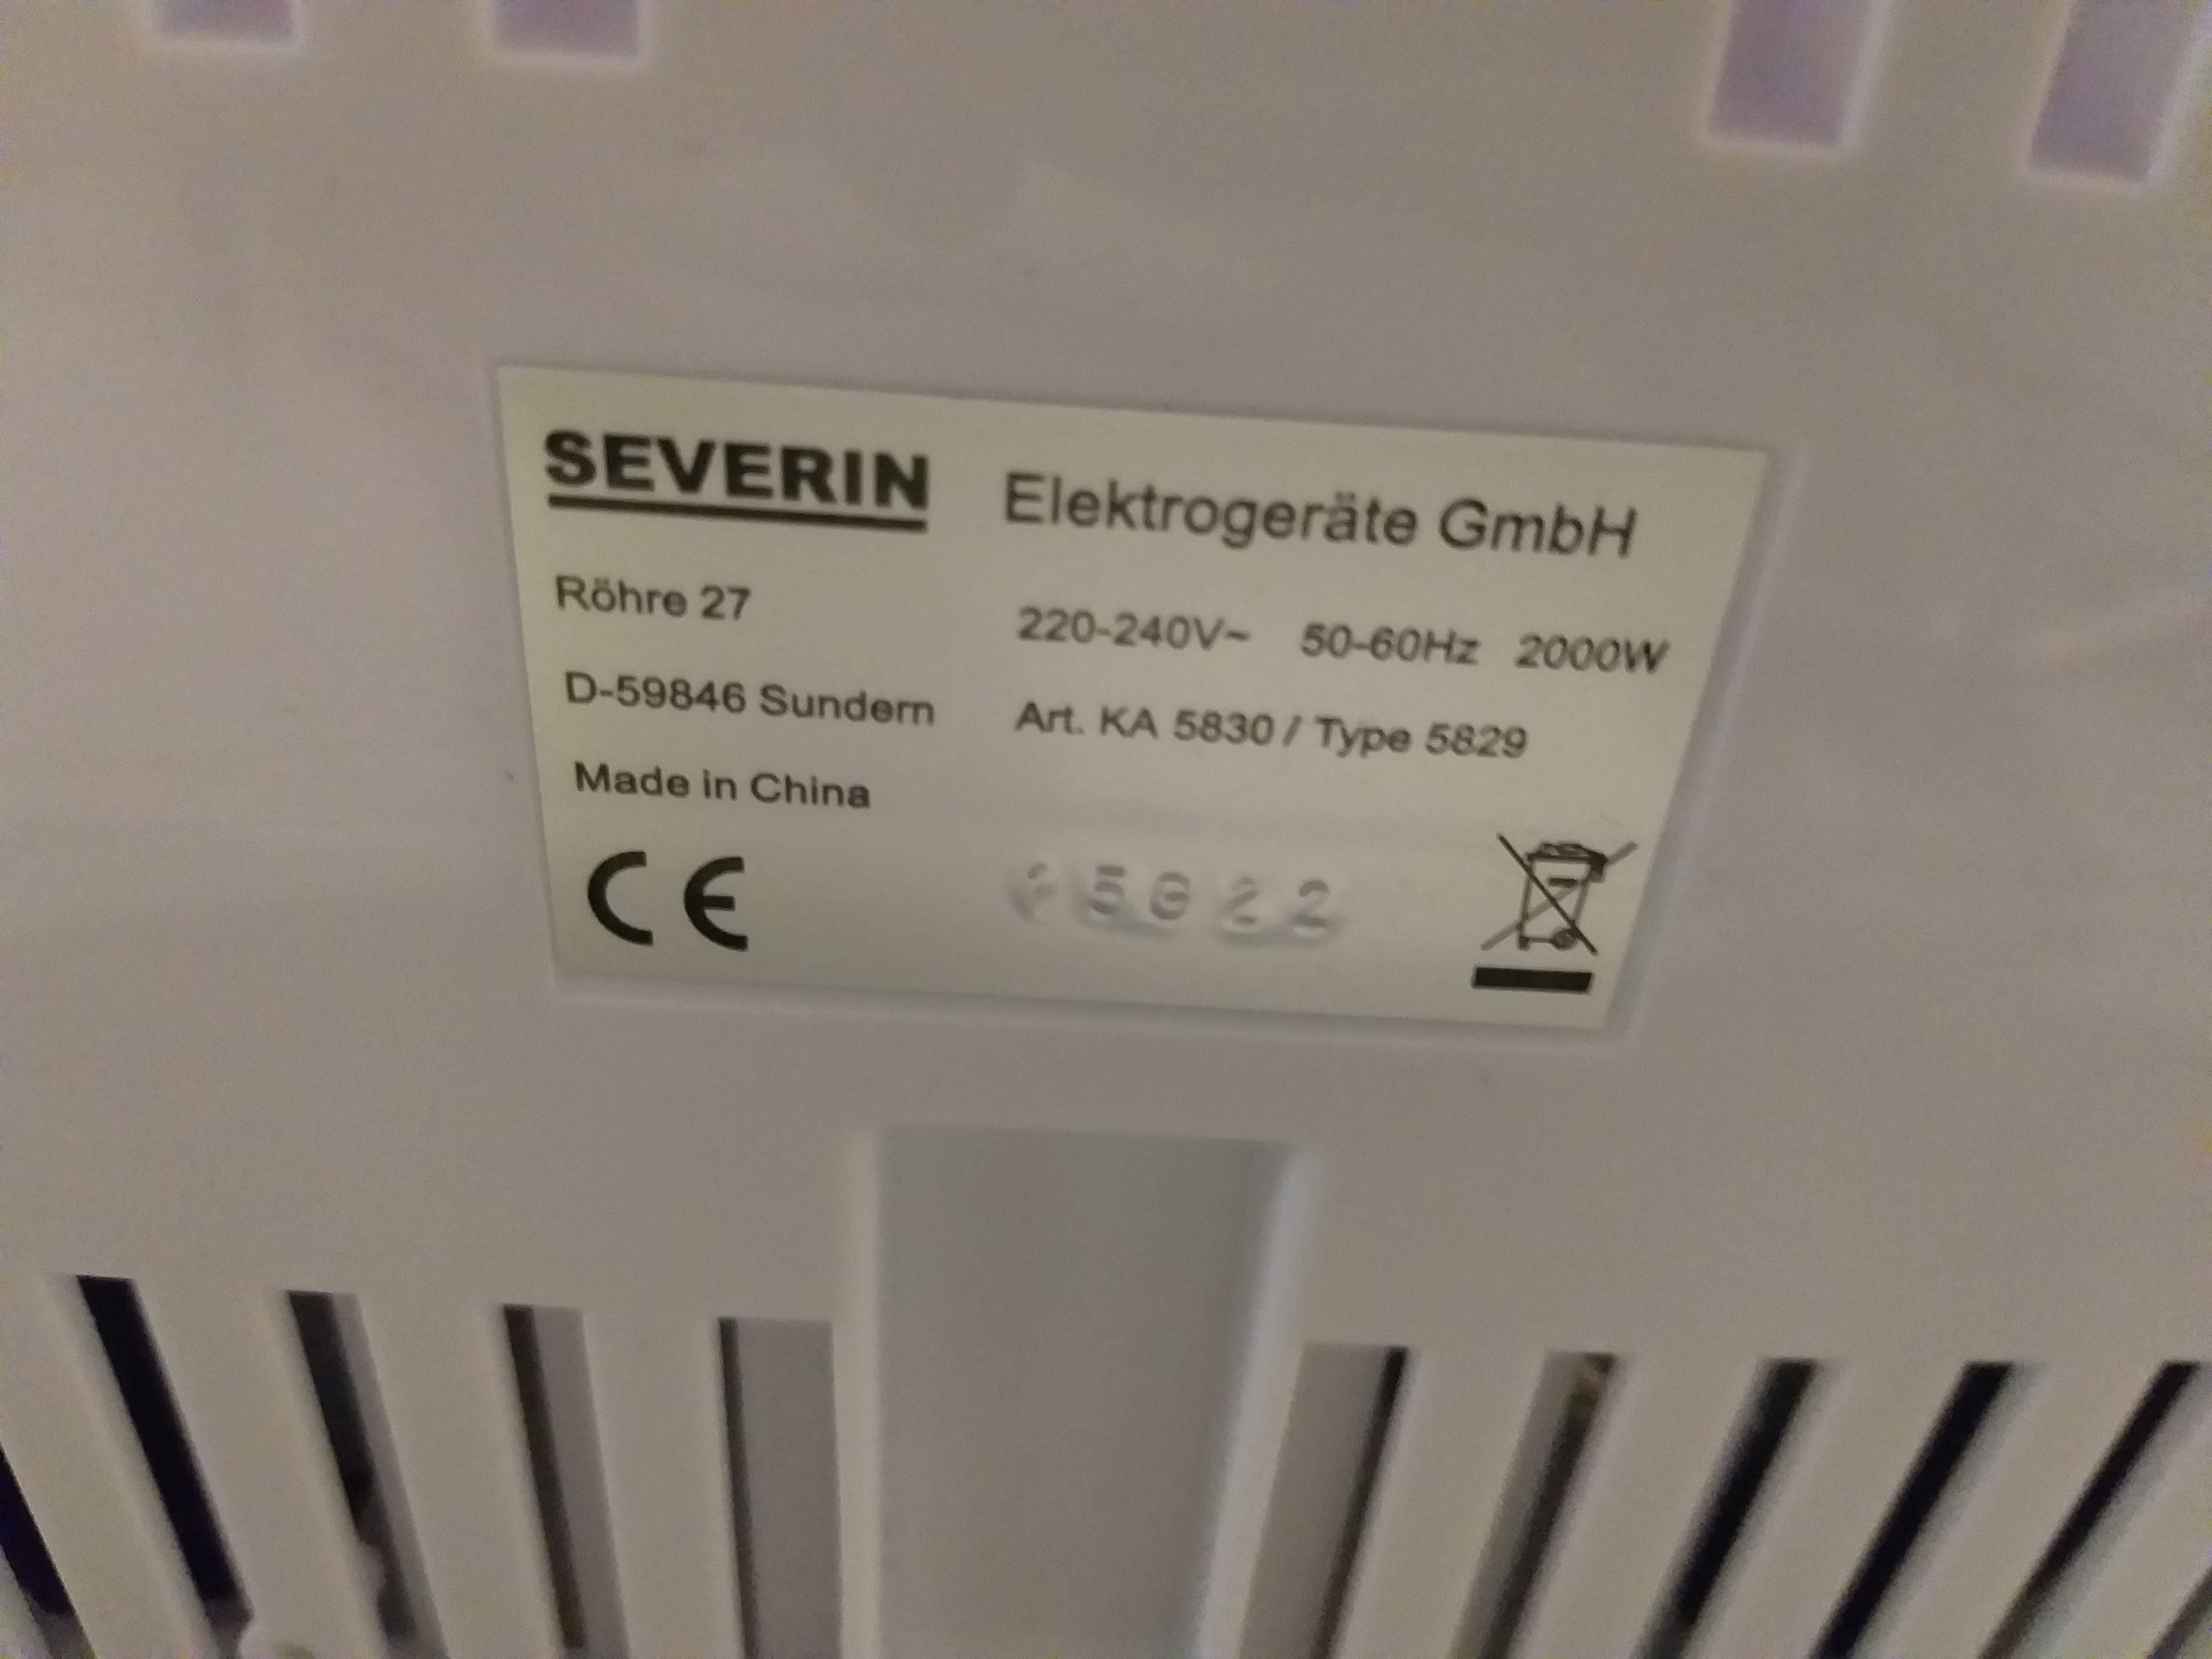 SEVERIN Elektrogeräte GmbH
Röhre 27
220-240V~ 50-60Hz 2000W
D-59846 Sundern
Art. KA 5830 / Type 5829
Made in China
CE